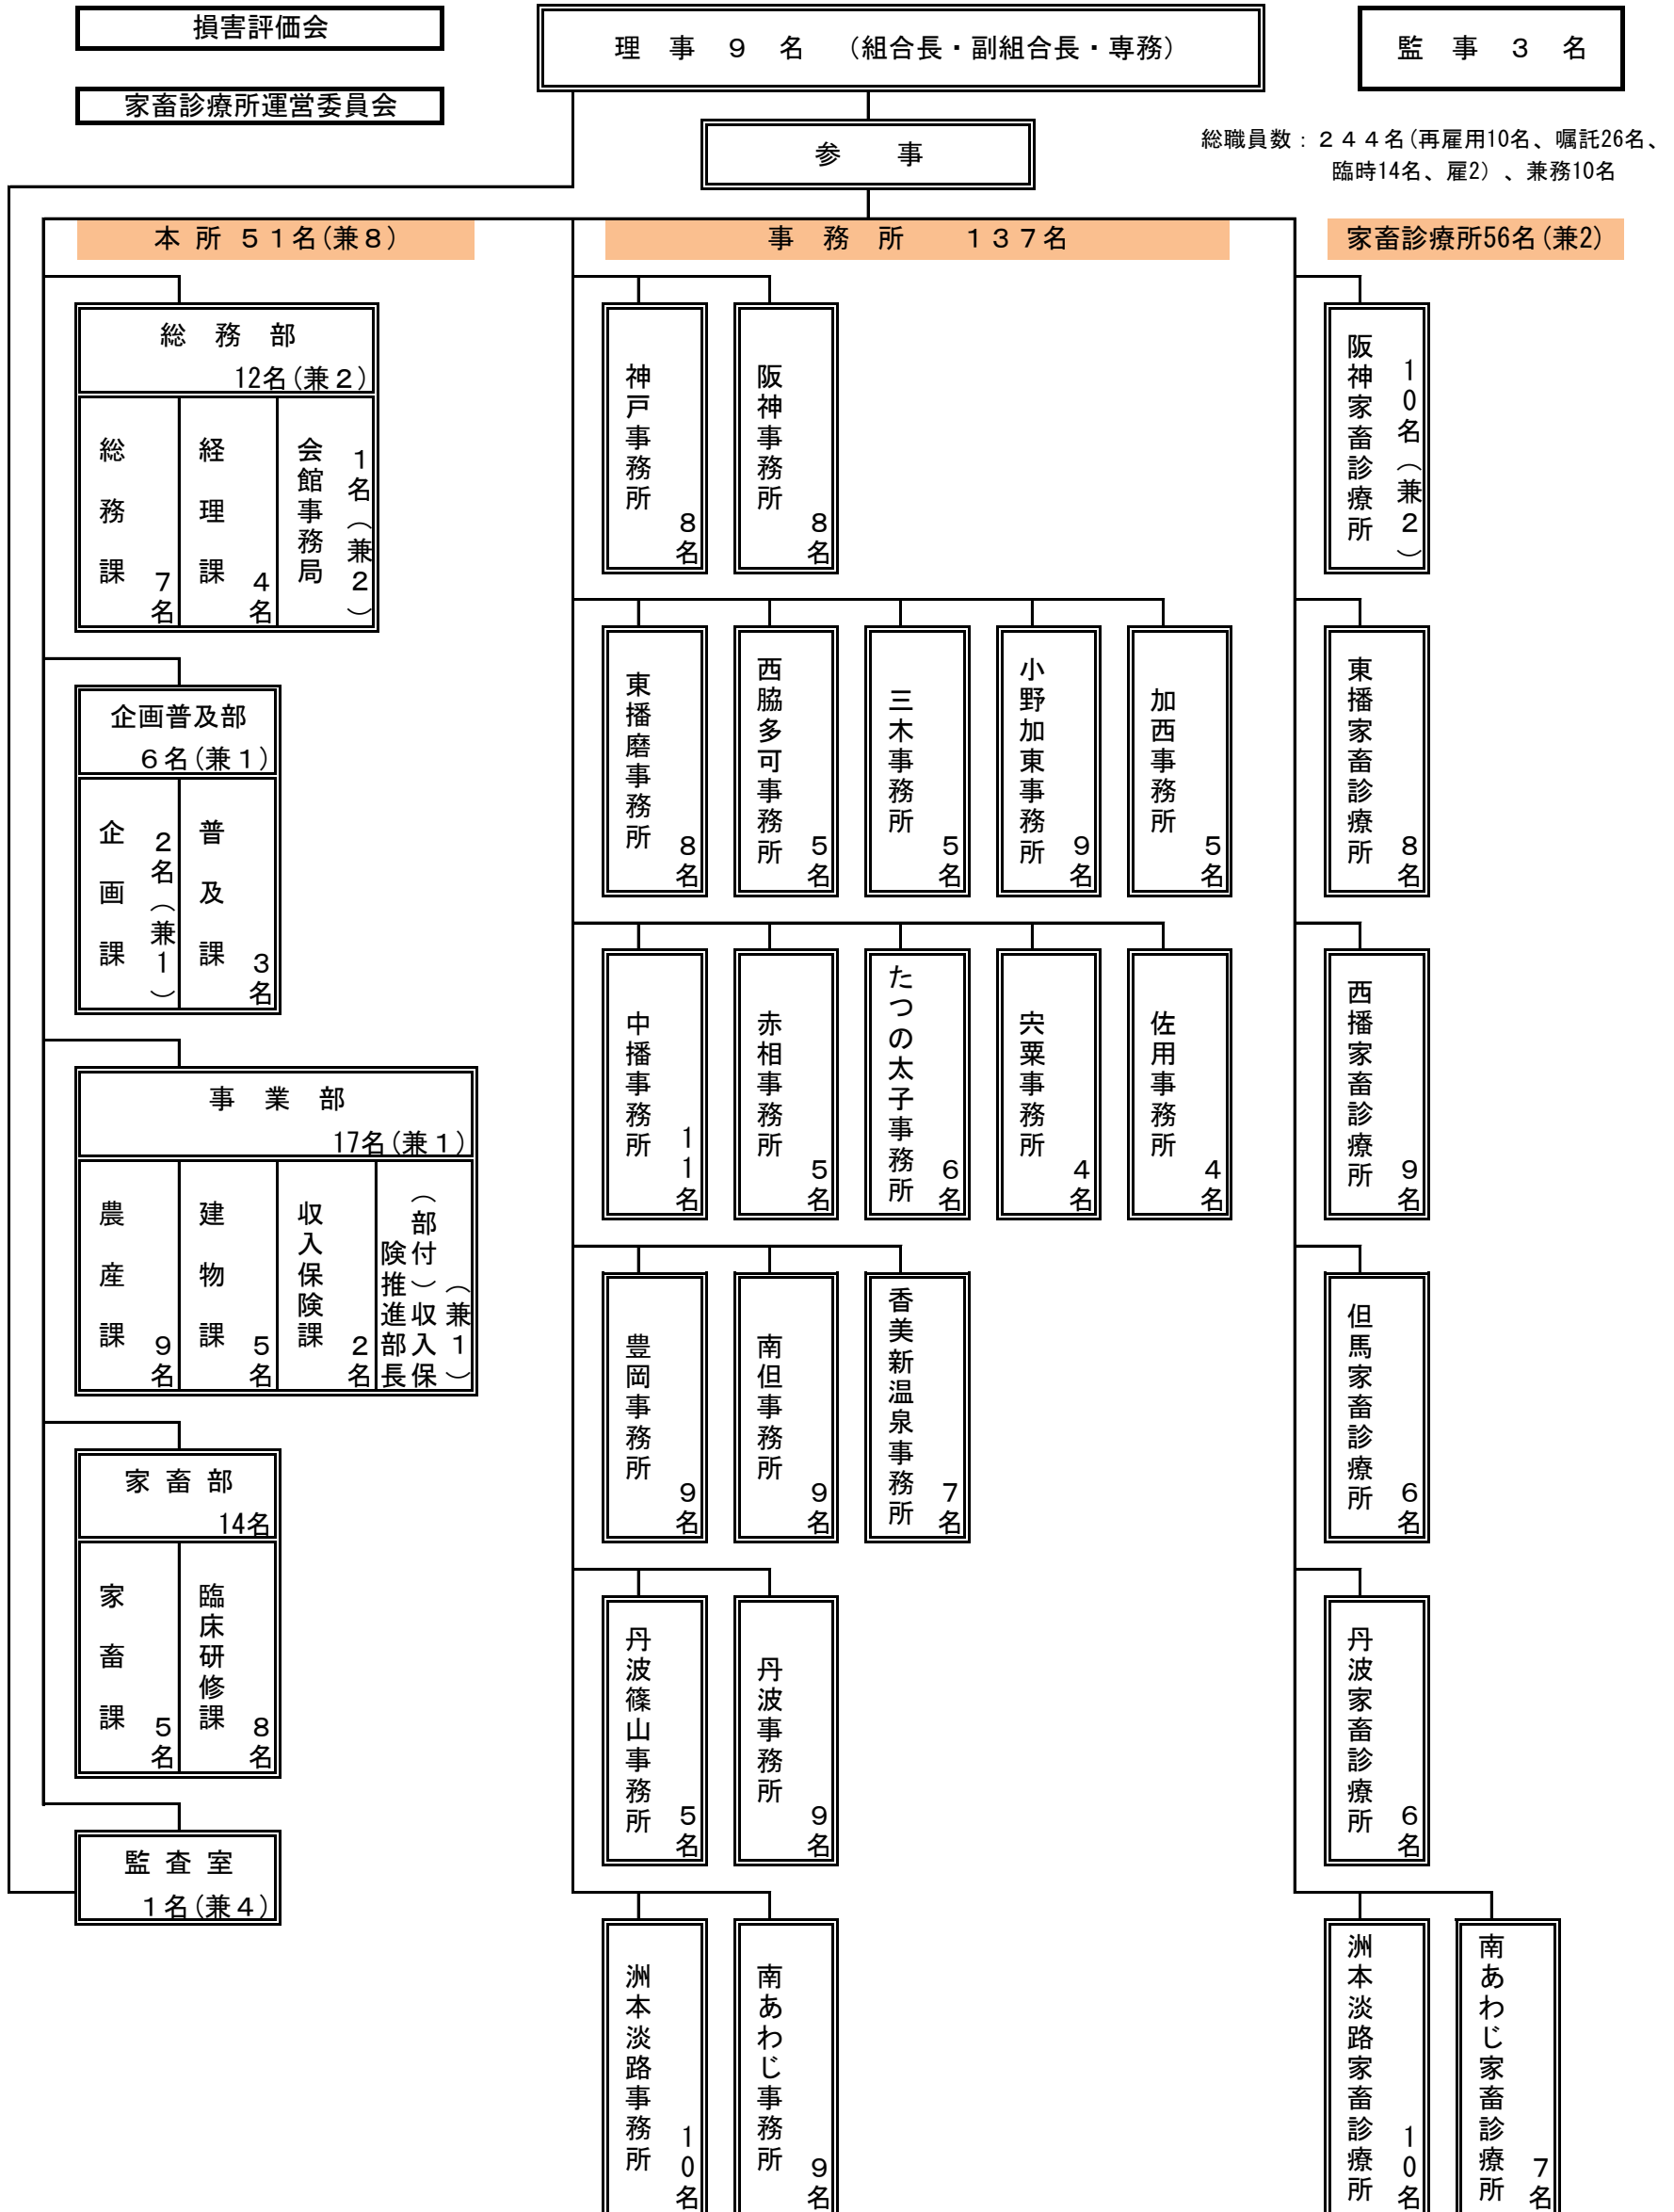 損害評価会
家畜診療所運営委員会
理 事 ９ 名 （組合長・副組合長・専務）
監 事 ３ 名
参 事
総職員数：２４４名(再雇用10名、嘱託26名、
臨時14名、雇2）、兼務10名
本所 ５１名(兼８)
事 務 所 １３７名
家畜診療所56名(兼2)
総 務 部
12名(兼２)
総務課 ７名
経理課 ４名
会館事務局 １名（兼２）
企画普及部
６名(兼１)
企画課 ２名（兼１）
普及課 ３名
事 業 部
17名(兼１)
農産課 ９名
建物課 ５名
収入保険課 ２名
（部付）収入保
険推進部長
（兼１）
家 畜 部
14名
家畜課 ５名
臨床研修課 ８名
監 査 室
１名(兼４)
神戸事務所 ８名
阪神事務所 ８名
東播磨事務所 ８名
西脇多可事務所 ５名
三木事務所 ５名
小野加東事務所 ９名
加西事務所 ５名
中播事務所 １１名
赤相事務所 ５名
たつの太子事務所 ６名
宍粟事務所 ４名
佐用事務所 ４名
豊岡事務所 ９名
南但事務所 ９名
香美新温泉事務所 ７名
丹波篠山事務所 ５名
丹波事務所 ９名
洲本淡路事務所 １０名
南あわじ事務所 ９名
阪神家畜診療所 １０名（兼２）
東播家畜診療所 ８名
西播家畜診療所 ９名
但馬家畜診療所 ６名
丹波家畜診療所 ６名
洲本淡路家畜診療所 １０名
南あわじ家畜診療所 ７名